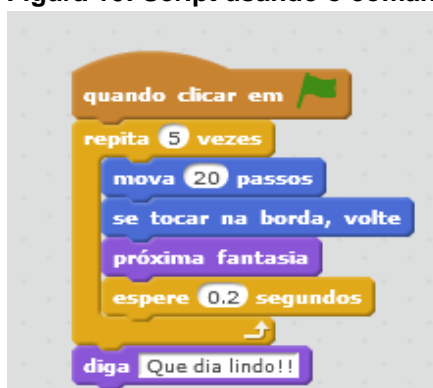 Figura 10: Script usando o coman
quando clicar em
repita 5 vezes
mova 20 passos
se tocar na borda, volte
próxima fantasia
espere 0.2 segundos
diga Que dia lindo!!